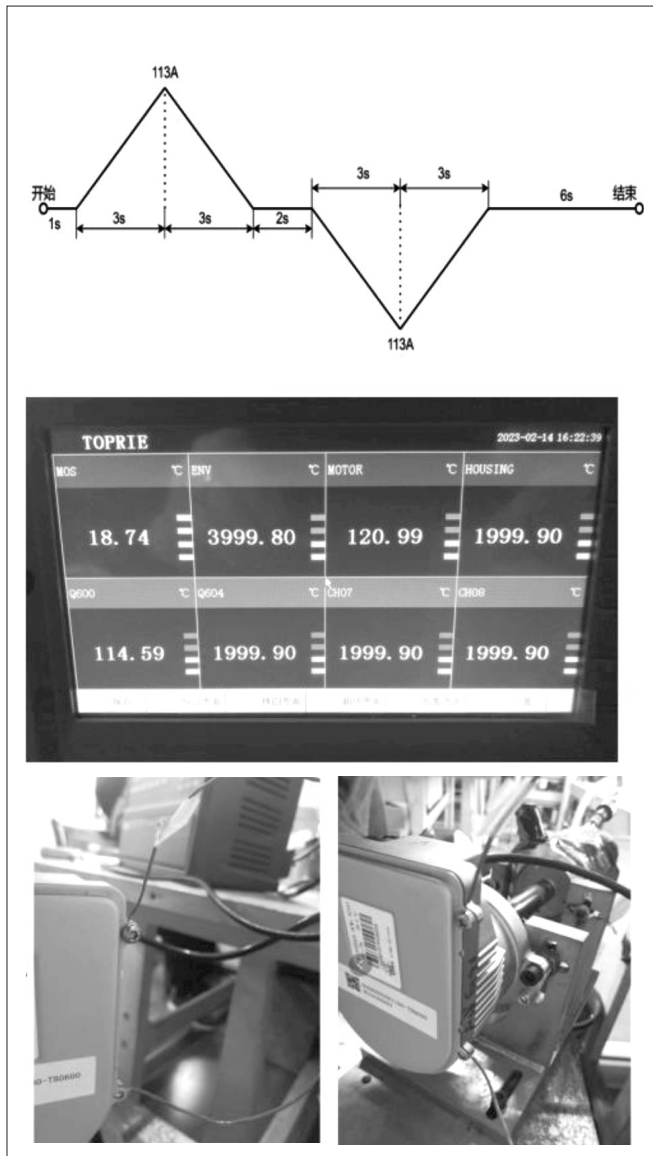 113A
3s 3s
开始 6s 结束
1s 3s 3s 2s
113A
TOPRIE 2023-02-14 16:22:39
MOS ℃ ENV ℃ MOTOR ℃ HOUSING ℃
18.74 3999.80 120.99 1999.90
Q600 ℃ Q604 ℃ CH07 ℃ CH08 ℃
114.59 1999.90 1999.90 1999.90